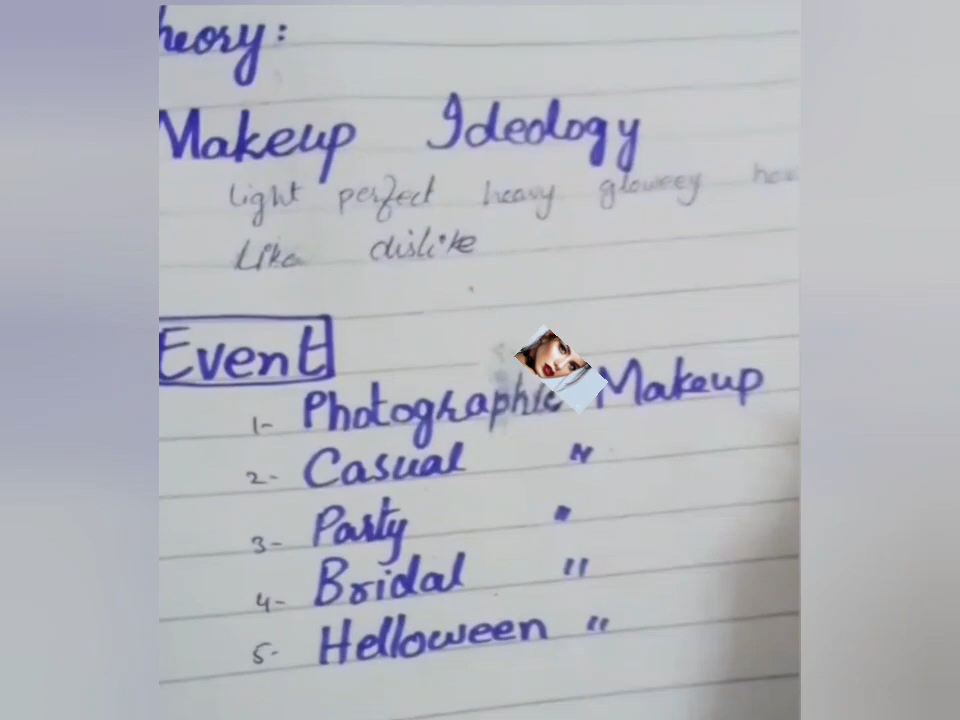 heory:
Makeup Ideology
light perfect heavy gloweey
Like dislike
Event
1- Photographic Makeup
2- Casual "
3- Party "
4- Bridal "
5- Helloween "